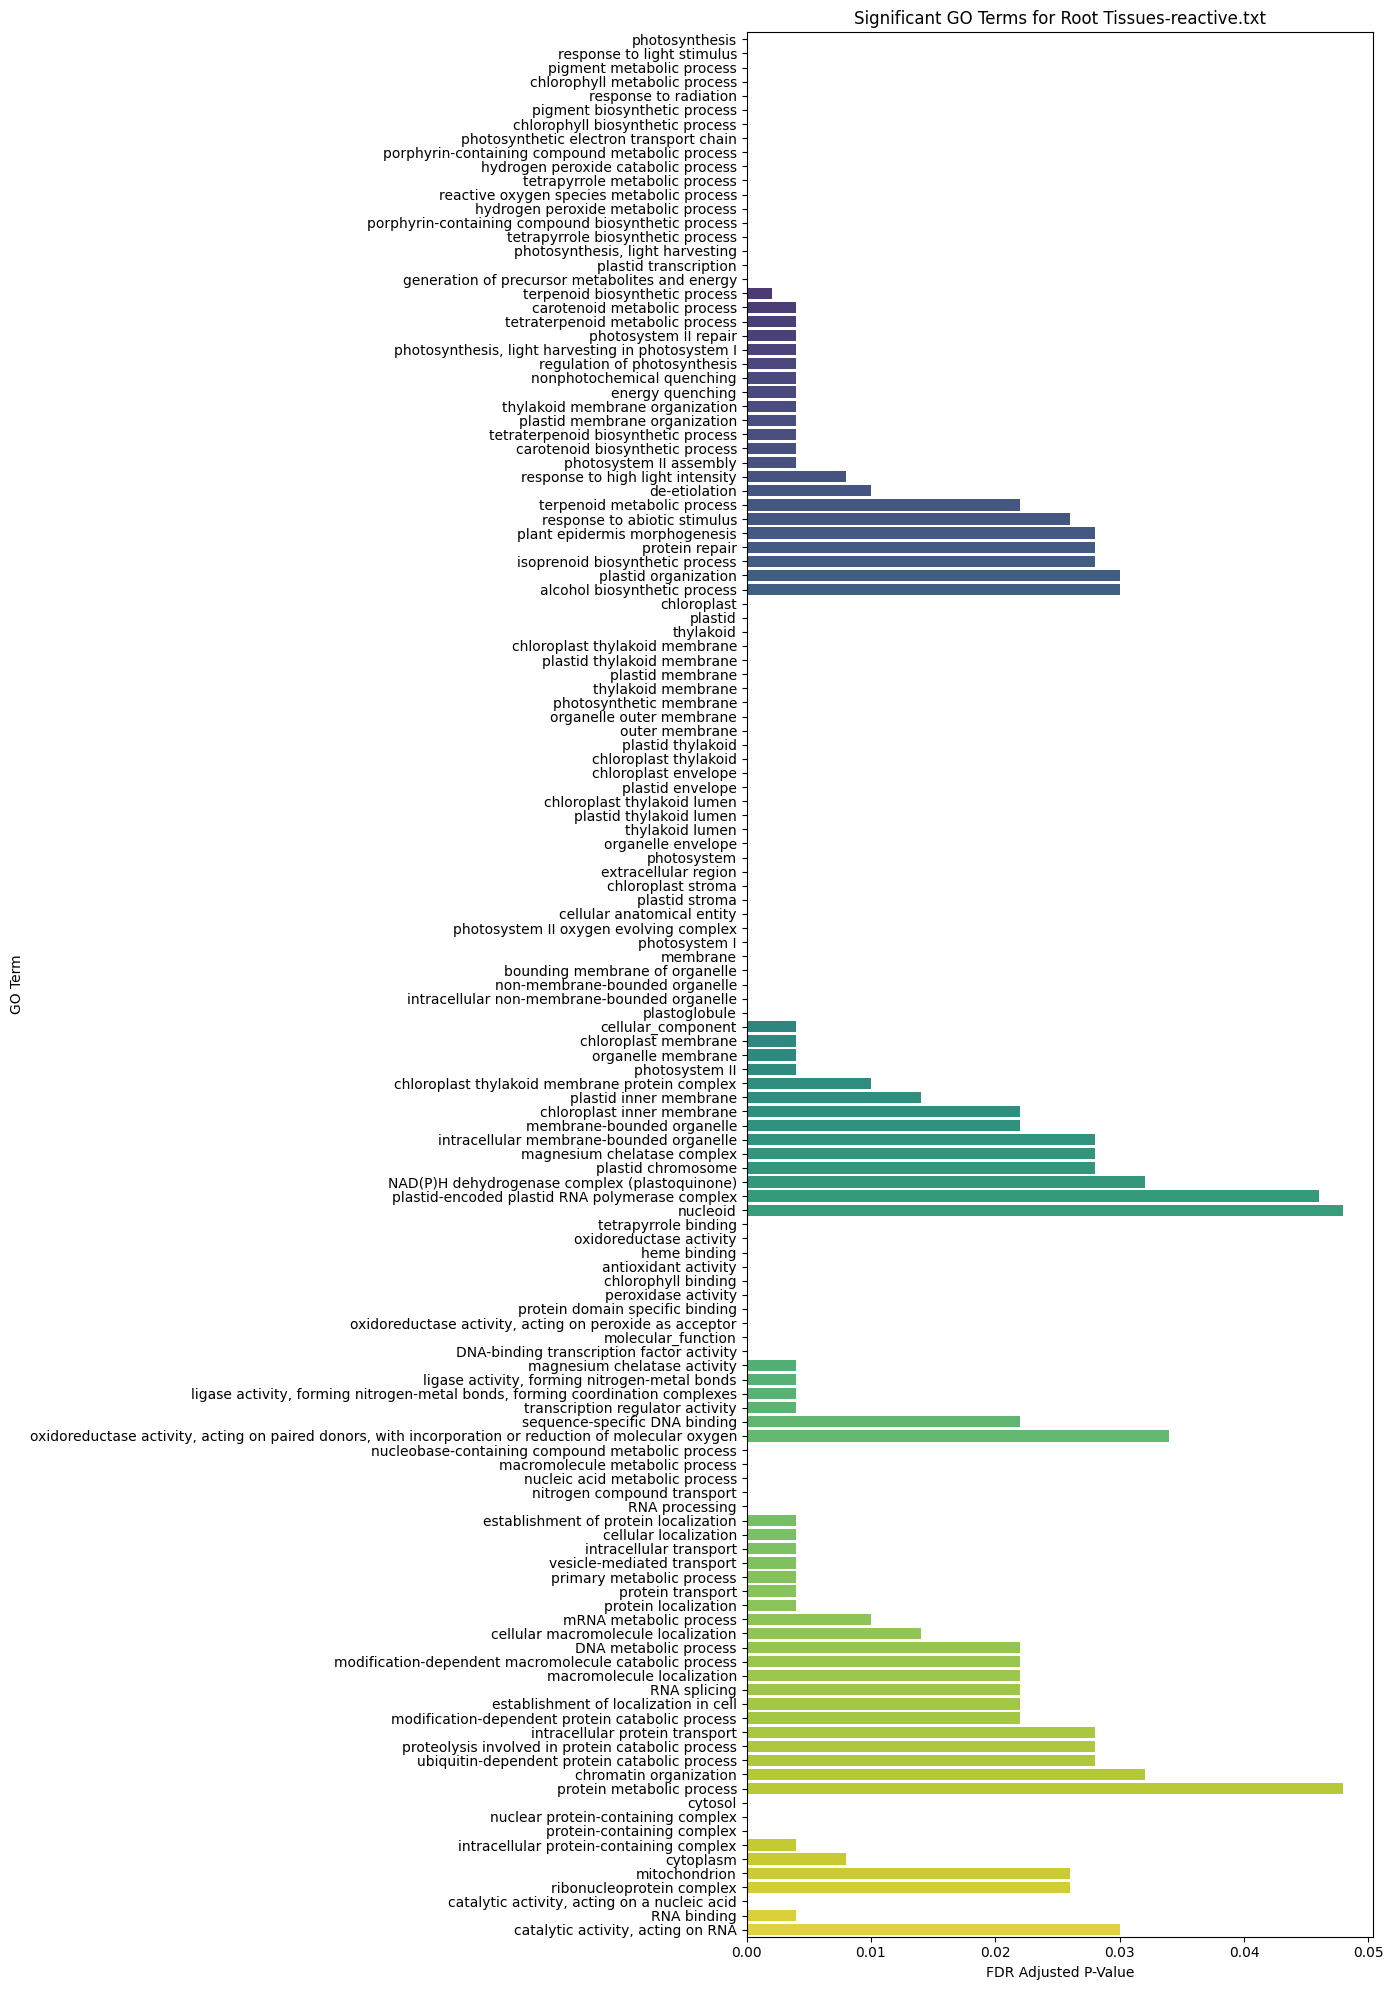 Significant GO Terms for Root Tissues-reactive.txt
photosynthesis
response to light stimulus
pigment metabolic process
chlorophyll metabolic process
response to radiation
pigment biosynthetic process
chlorophyll biosynthetic process
photosynthetic electron transport chain
porphyrin-containing compound metabolic process
hydrogen peroxide catabolic process
tetrapyrrole metabolic process
reactive oxygen species metabolic process
hydrogen peroxide metabolic process
porphyrin-containing compound biosynthetic process
tetrapyrrole biosynthetic process
photosynthesis, light harvesting
plastid transcription
generation of precursor metabolites and energy
terpenoid biosynthetic process
carotenoid metabolic process
tetraterpenoid metabolic process
photosystem II repair
photosynthesis, light harvesting in photosystem I
regulation of photosynthesis
nonphotochemical quenching
energy quenching
thylakoid membrane organization
plastid membrane organization
tetraterpenoid biosynthetic process
carotenoid biosynthetic process
photosystem II assembly
response to high light intensity
de-etiolation
terpenoid metabolic process
response to abiotic stimulus
plant epidermis morphogenesis
protein repair
isoprenoid biosynthetic process
plastid organization
alcohol biosynthetic process
chloroplast
plastid
thylakoid
chloroplast thylakoid membrane
plastid thylakoid membrane
plastid membrane
thylakoid membrane
photosynthetic membrane
organelle outer membrane
outer membrane
plastid thylakoid
chloroplast thylakoid
chloroplast envelope
plastid envelope
chloroplast thylakoid lumen
plastid thylakoid lumen
thylakoid lumen
organelle envelope
photosystem
extracellular region
chloroplast stroma
plastid stroma
cellular anatomical entity
photosystem II oxygen evolving complex
photosystem I
membrane
bounding membrane of organelle
non-membrane-bounded organelle
intracellular non-membrane-bounded organelle
plastoglobule
cellular_component
chloroplast membrane
organelle membrane
photosystem II
chloroplast thylakoid membrane protein complex
plastid inner membrane
chloroplast inner membrane
membrane-bounded organelle
intracellular membrane-bounded organelle
magnesium chelatase complex
plastid chromosome
NAD(P)H dehydrogenase complex (plastoquinone)
plastid-encoded plastid RNA polymerase complex
nucleoid
tetrapyrrole binding
oxidoreductase activity
heme binding
antioxidant activity
chlorophyll binding
peroxidase activity
protein domain specific binding
oxidoreductase activity, acting on peroxide as acceptor
molecular_function
DNA-binding transcription factor activity
magnesium chelatase activity
ligase activity, forming nitrogen-metal bonds
ligase activity, forming nitrogen-metal bonds, forming coordination complexes
transcription regulator activity
sequence-specific DNA binding
oxidoreductase activity, acting on paired donors, with incorporation or reduction of molecular oxygen
nucleobase-containing compound metabolic process
macromolecule metabolic process
nucleic acid metabolic process
nitrogen compound transport
RNA processing
establishment of protein localization
cellular localization
intracellular transport
vesicle-mediated transport
primary metabolic process
protein transport
protein localization
mRNA metabolic process
cellular macromolecule localization
DNA metabolic process
modification-dependent macromolecule catabolic process
macromolecule localization
RNA splicing
establishment of localization in cell
modification-dependent protein catabolic process
intracellular protein transport
proteolysis involved in protein catabolic process
ubiquitin-dependent protein catabolic process
chromatin organization
protein metabolic process
cytosol
nuclear protein-containing complex
protein-containing complex
intracellular protein-containing complex
cytoplasm
mitochondrion
ribonucleoprotein complex
catalytic activity, acting on a nucleic acid
RNA binding
catalytic activity, acting on RNA
GO Term
0.00 0.01 0.02 0.03 0.04 0.05
FDR Adjusted P-Value